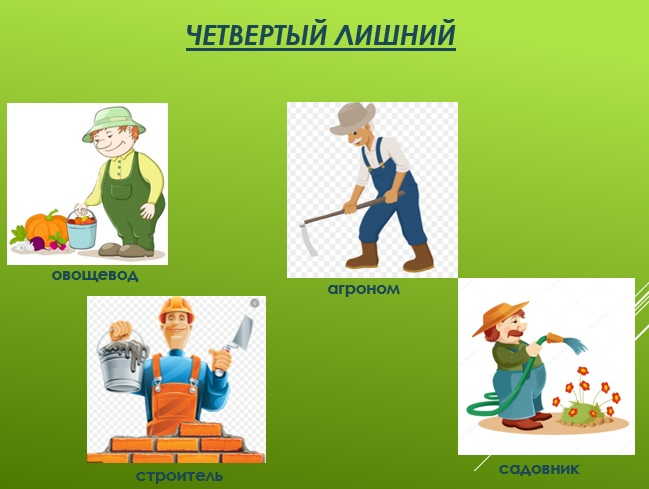 ЧЕТВЕРТЫЙ ЛИШНИЙ
овощевод
агроном
строитель
садовник